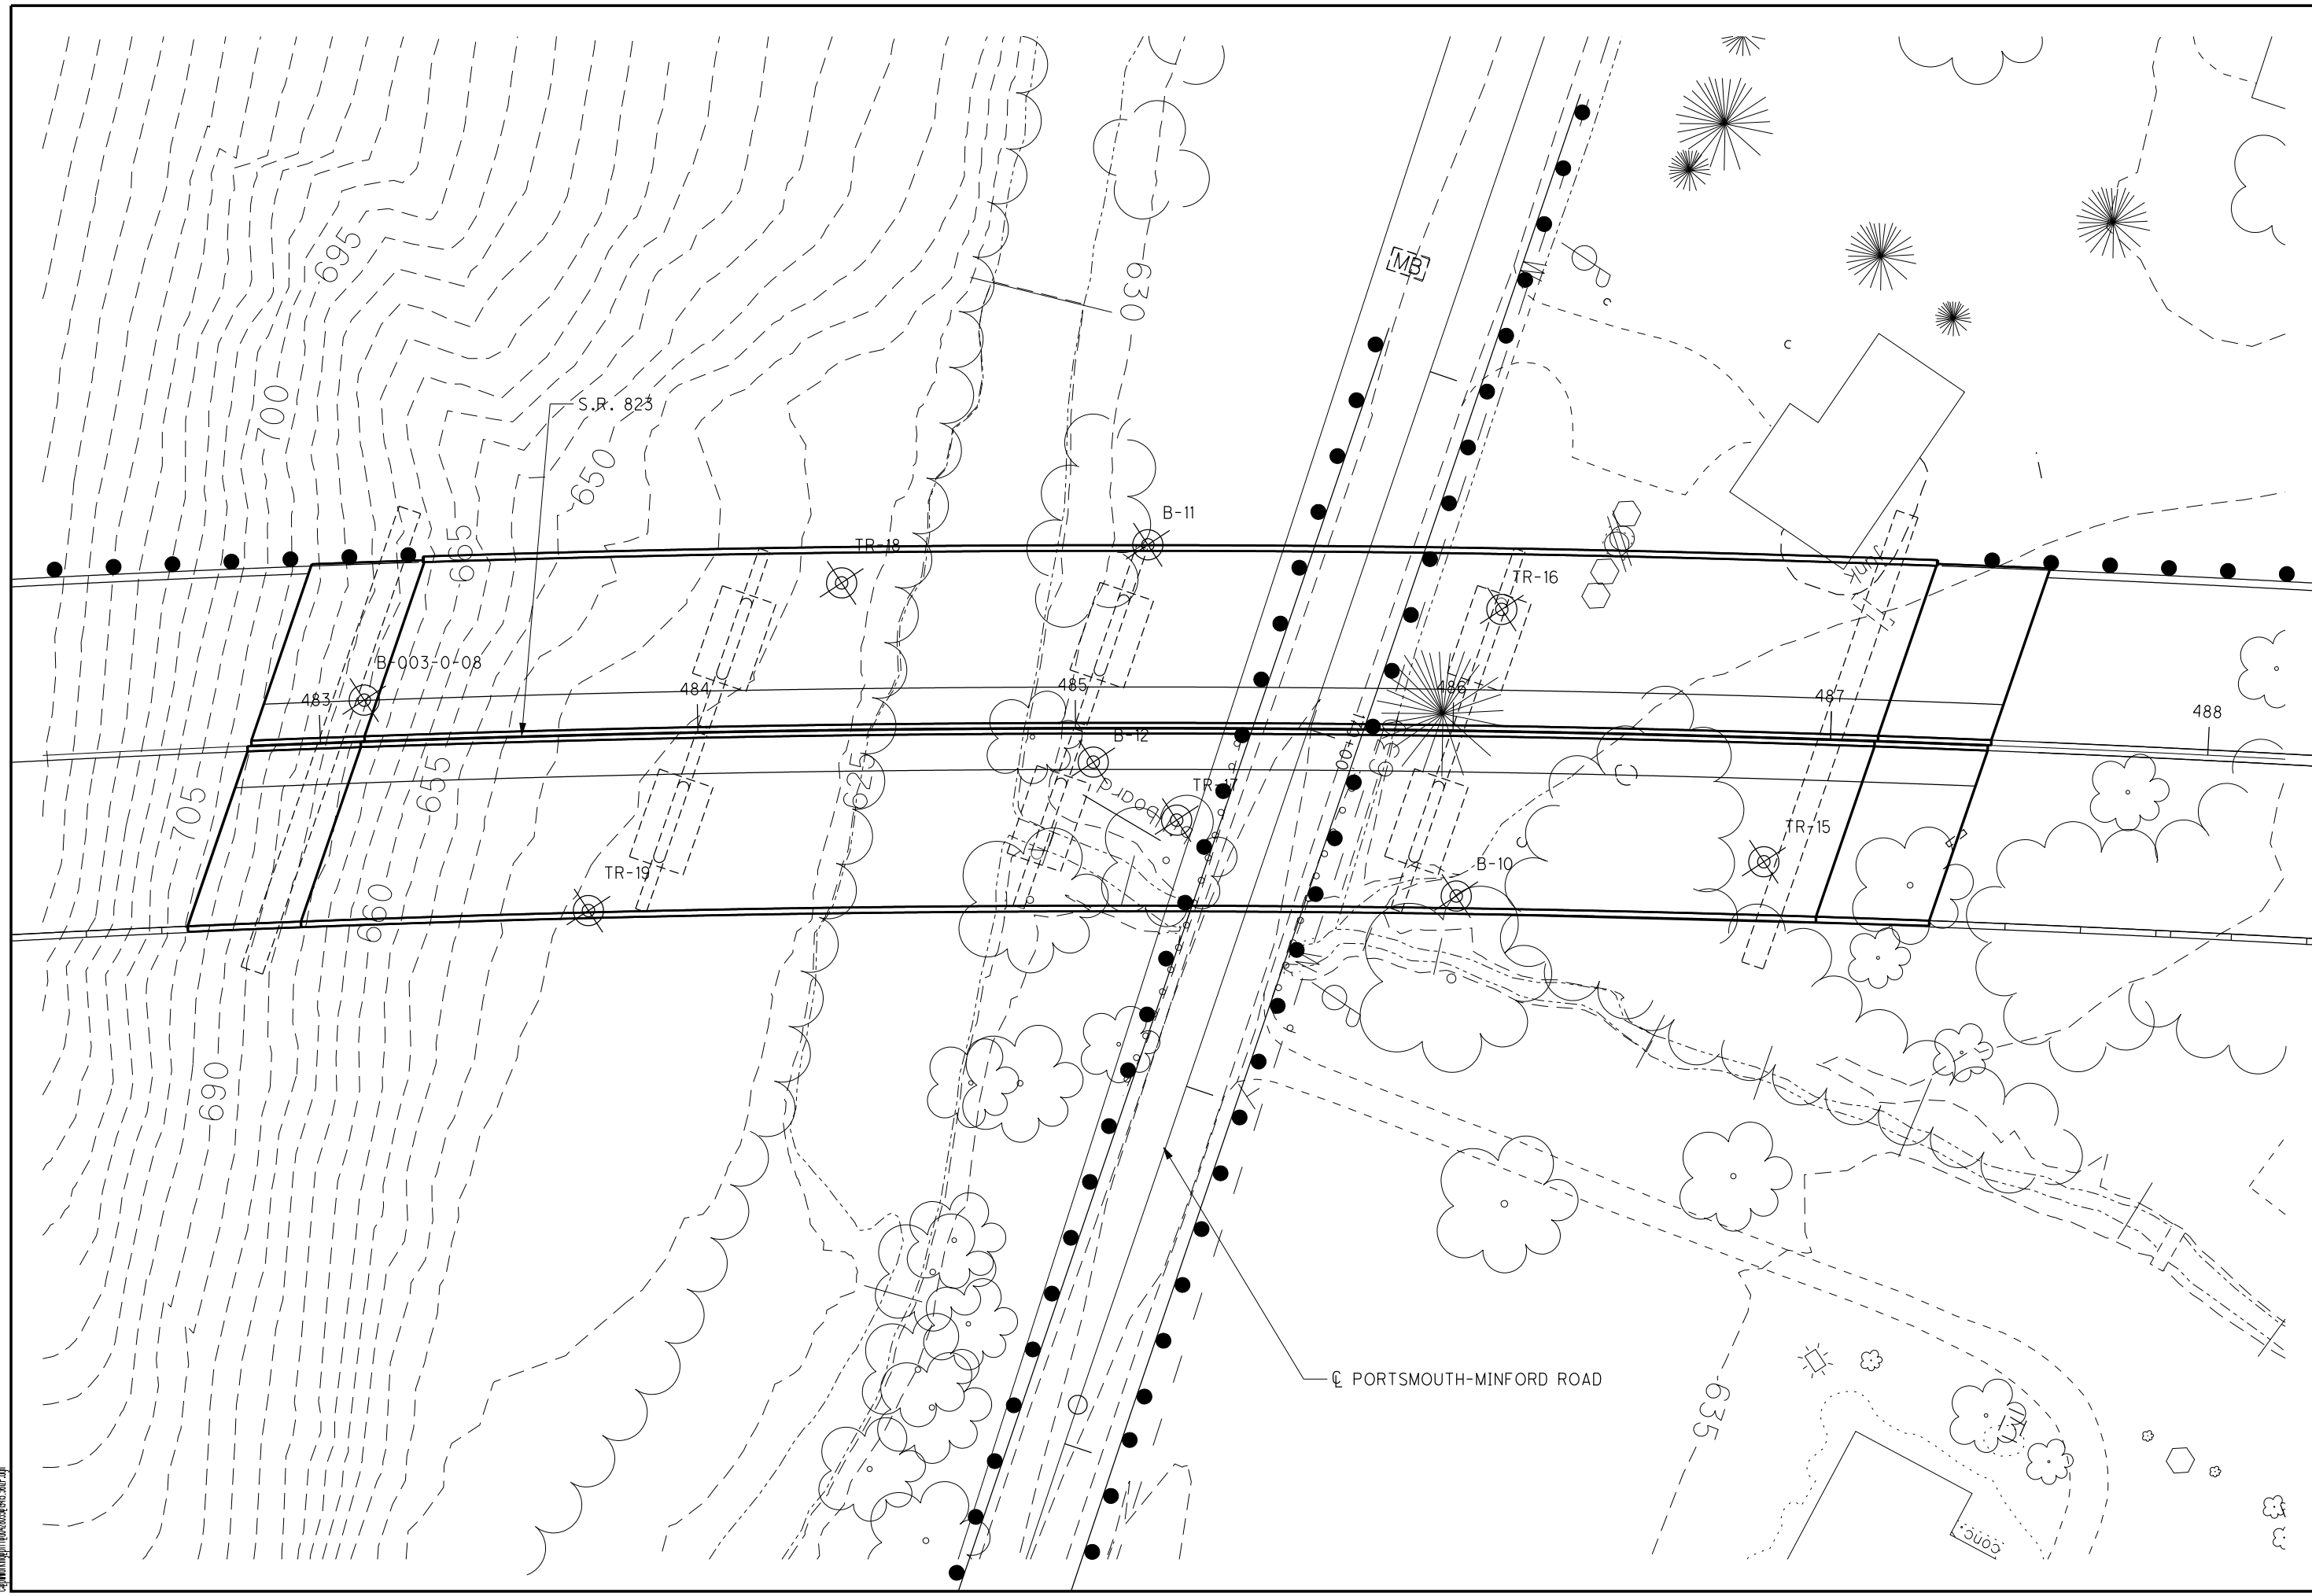 MB
695
630
700
S.R. 823
650
B-11
TR-18
665
TR-16
B-003-0-08
483
484
485
486
487
488
B-12
655
625
TR-17
705
TR-15
TR-19
B-10
660
690
℄ PORTSMOUTH-MINFORD ROAD
635
CONC.